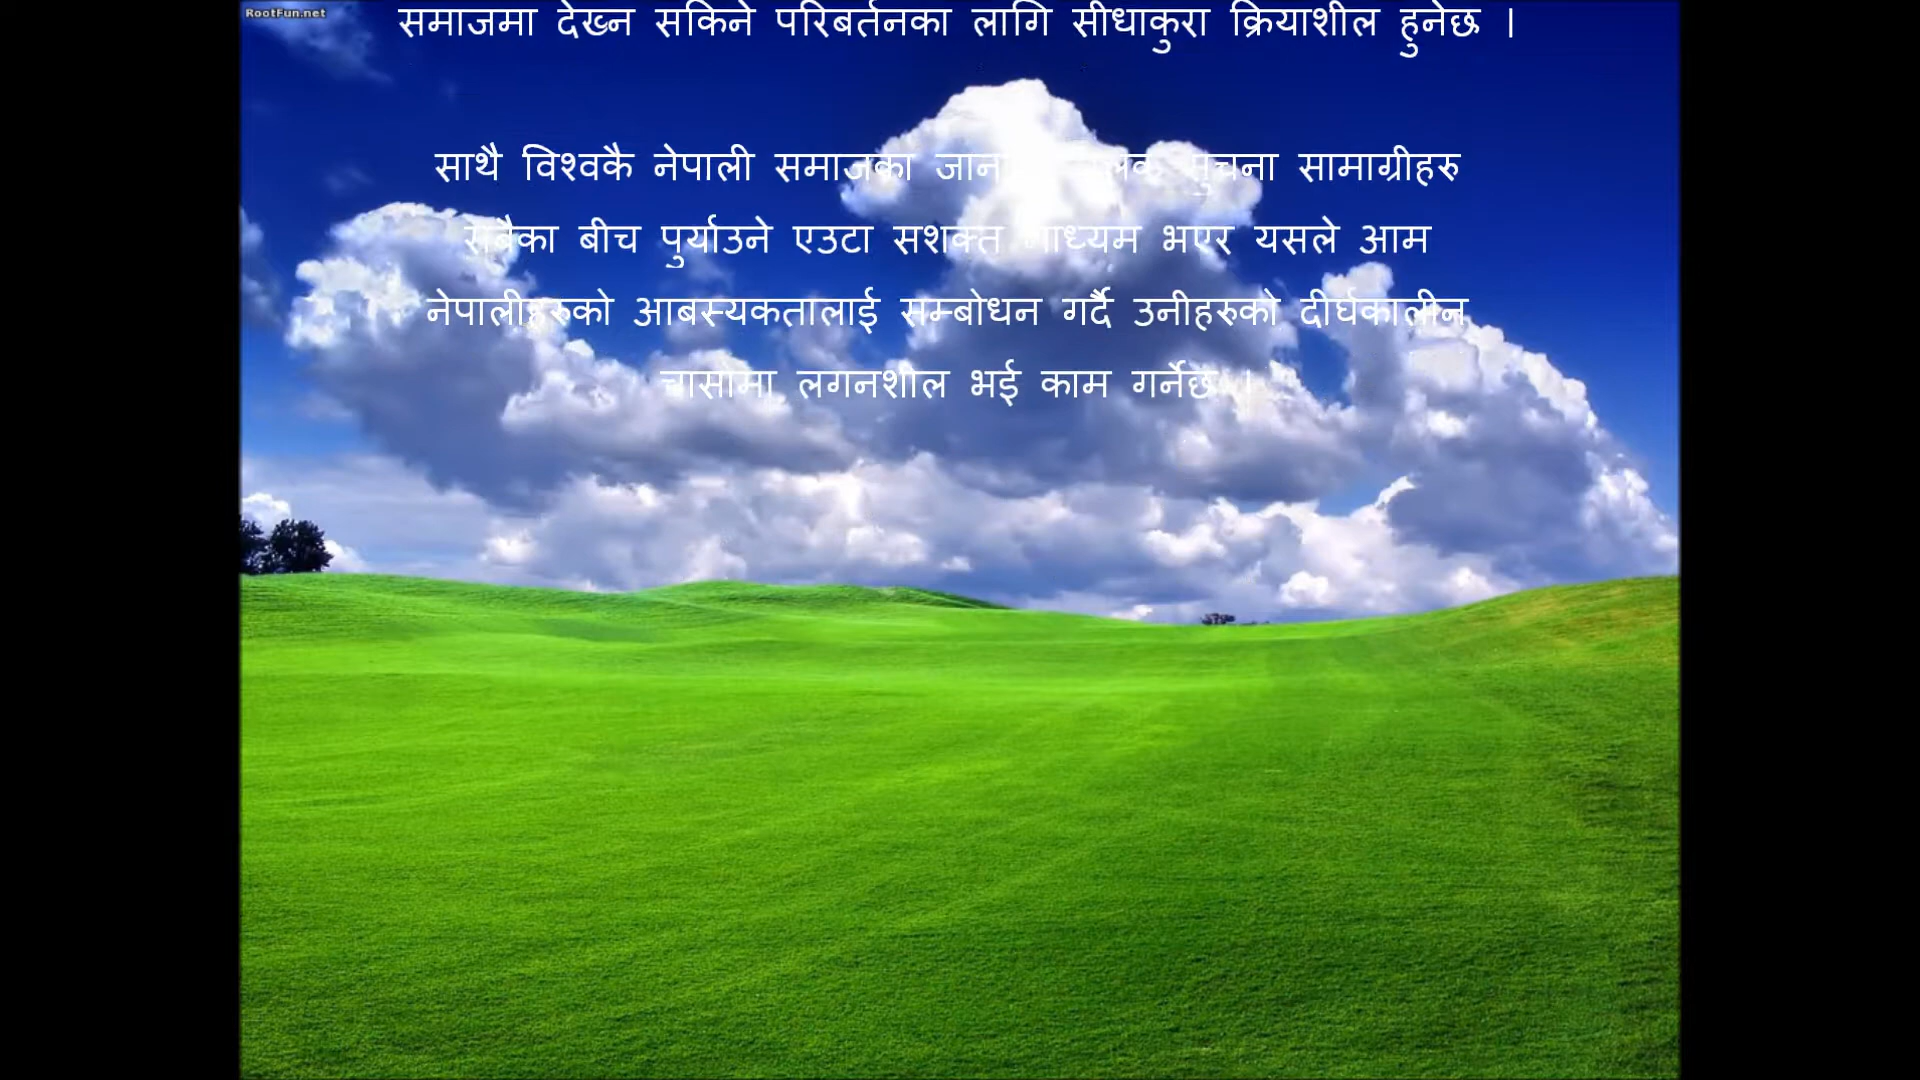 RootFun.net
समाजमा देख्न सकिने परिबर्तनका लागि सीधाकुरा क्रियाशील हुनेछ ।
साथै विश्वकै नेपाली समाजका सुचना सामाग्रीहरु
सबैका बीच पुर्याउने एउटा सशक्त माध्यम भएर यसले आम
नेपालीहरुको आबस्यकतालाई सम्बोधन गर्दै उनीहरुको दीर्घकालीन
चासोमा लगनशील भई काम गर्नेछ ।